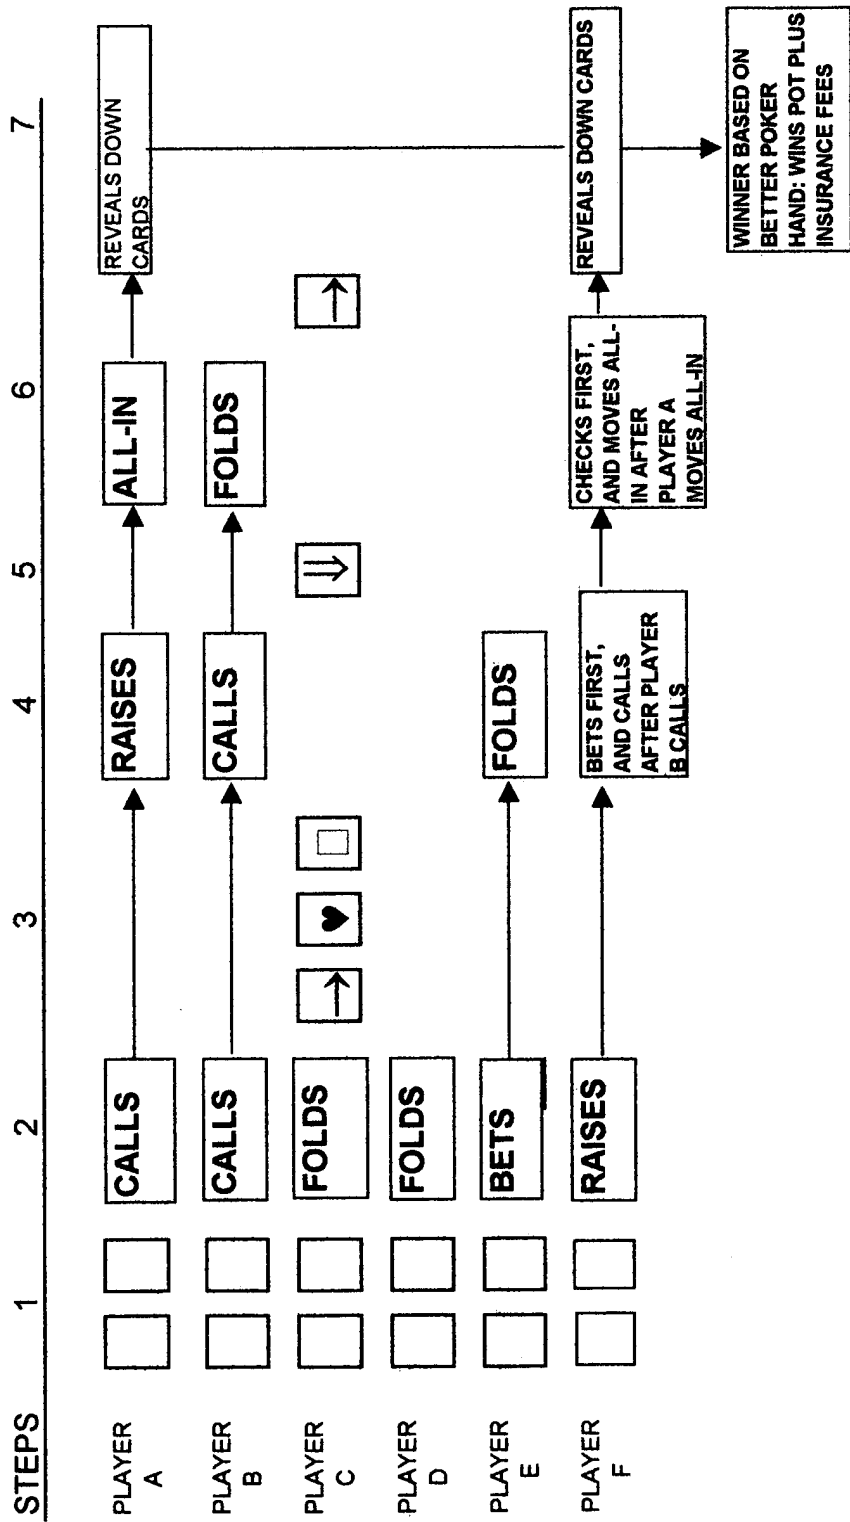 STEPS 1 2 3 4 5 6 7
PLAYER
A
CALLS
RAISES
ALL-IN
REVEALS DOWN
CARDS
PLAYER
B
CALLS
CALLS
FOLDS
PLAYER
C
FOLDS
PLAYER
D
FOLDS
PLAYER
E
BETS
FOLDS
PLAYER
F
RAISES
BETS FIRST,
AND CALLS
AFTER PLAYER
B CALLS
CHECKS FIRST,
AND MOVES ALL-
IN AFTER
PLAYER A
MOVES ALL-IN
REVEALS DOWN CARDS
WINNER BASED ON
BETTER POKER
HAND: WINS POT PLUS
INSURANCE FEES